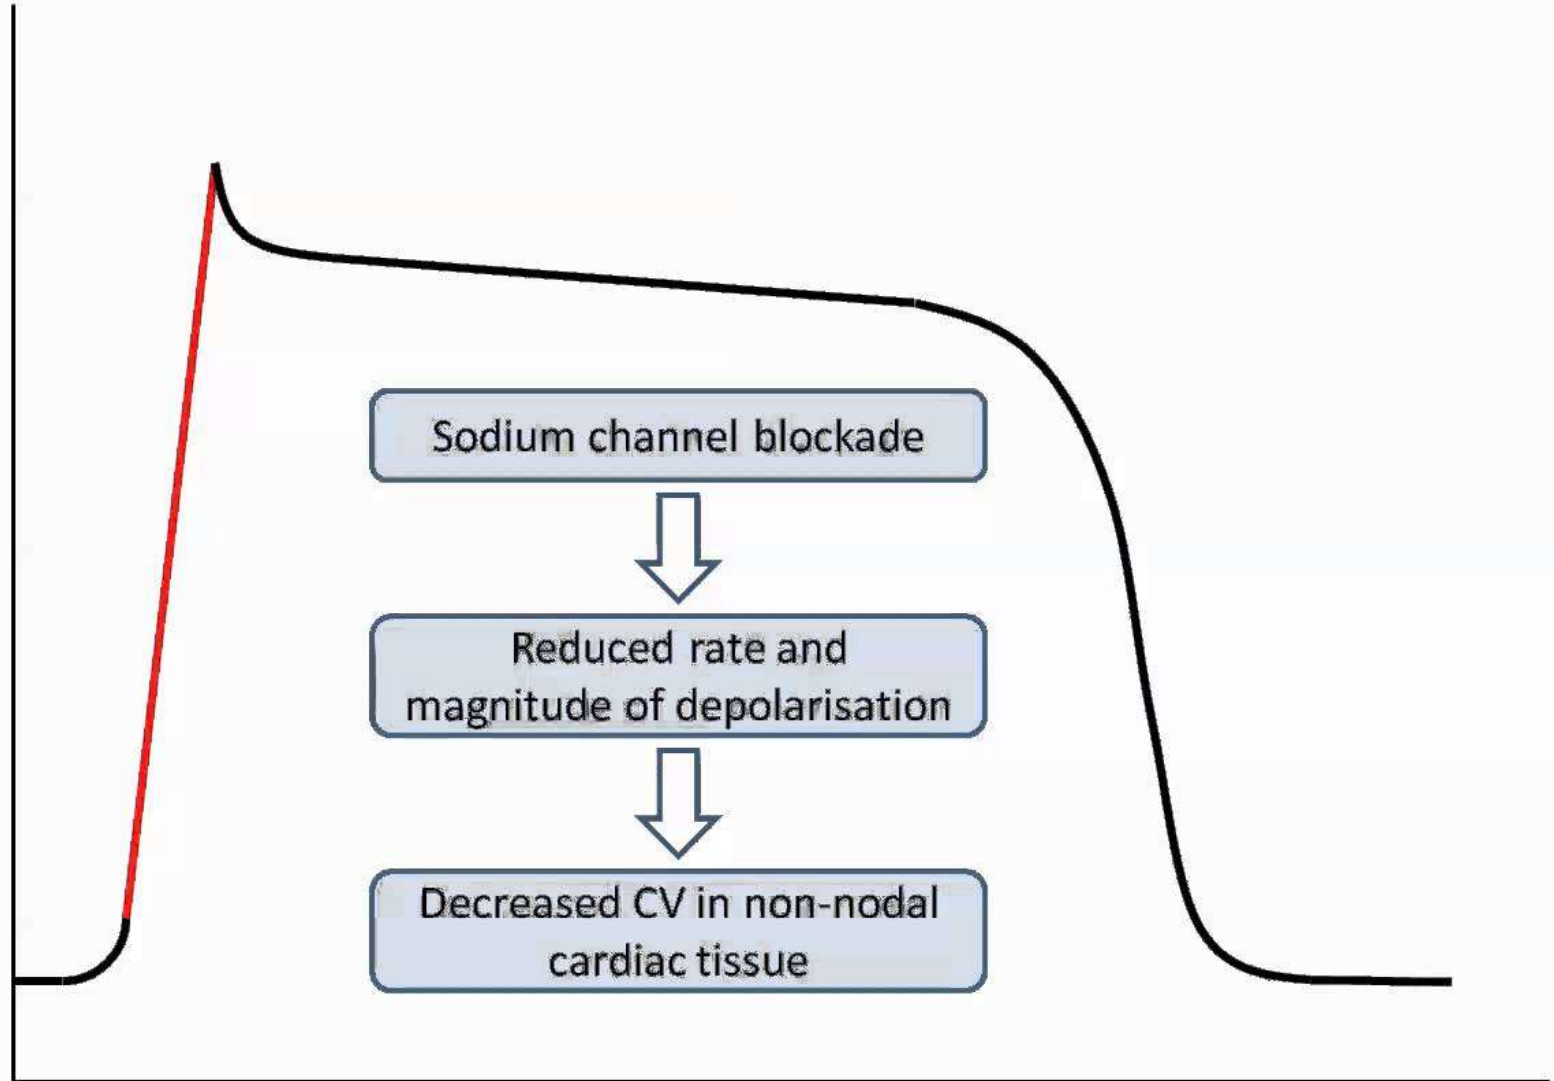 Sodium channel blockade
Reduced rate and
magnitude of depolarisation
Decreased CV in non-nodal
cardiac tissue